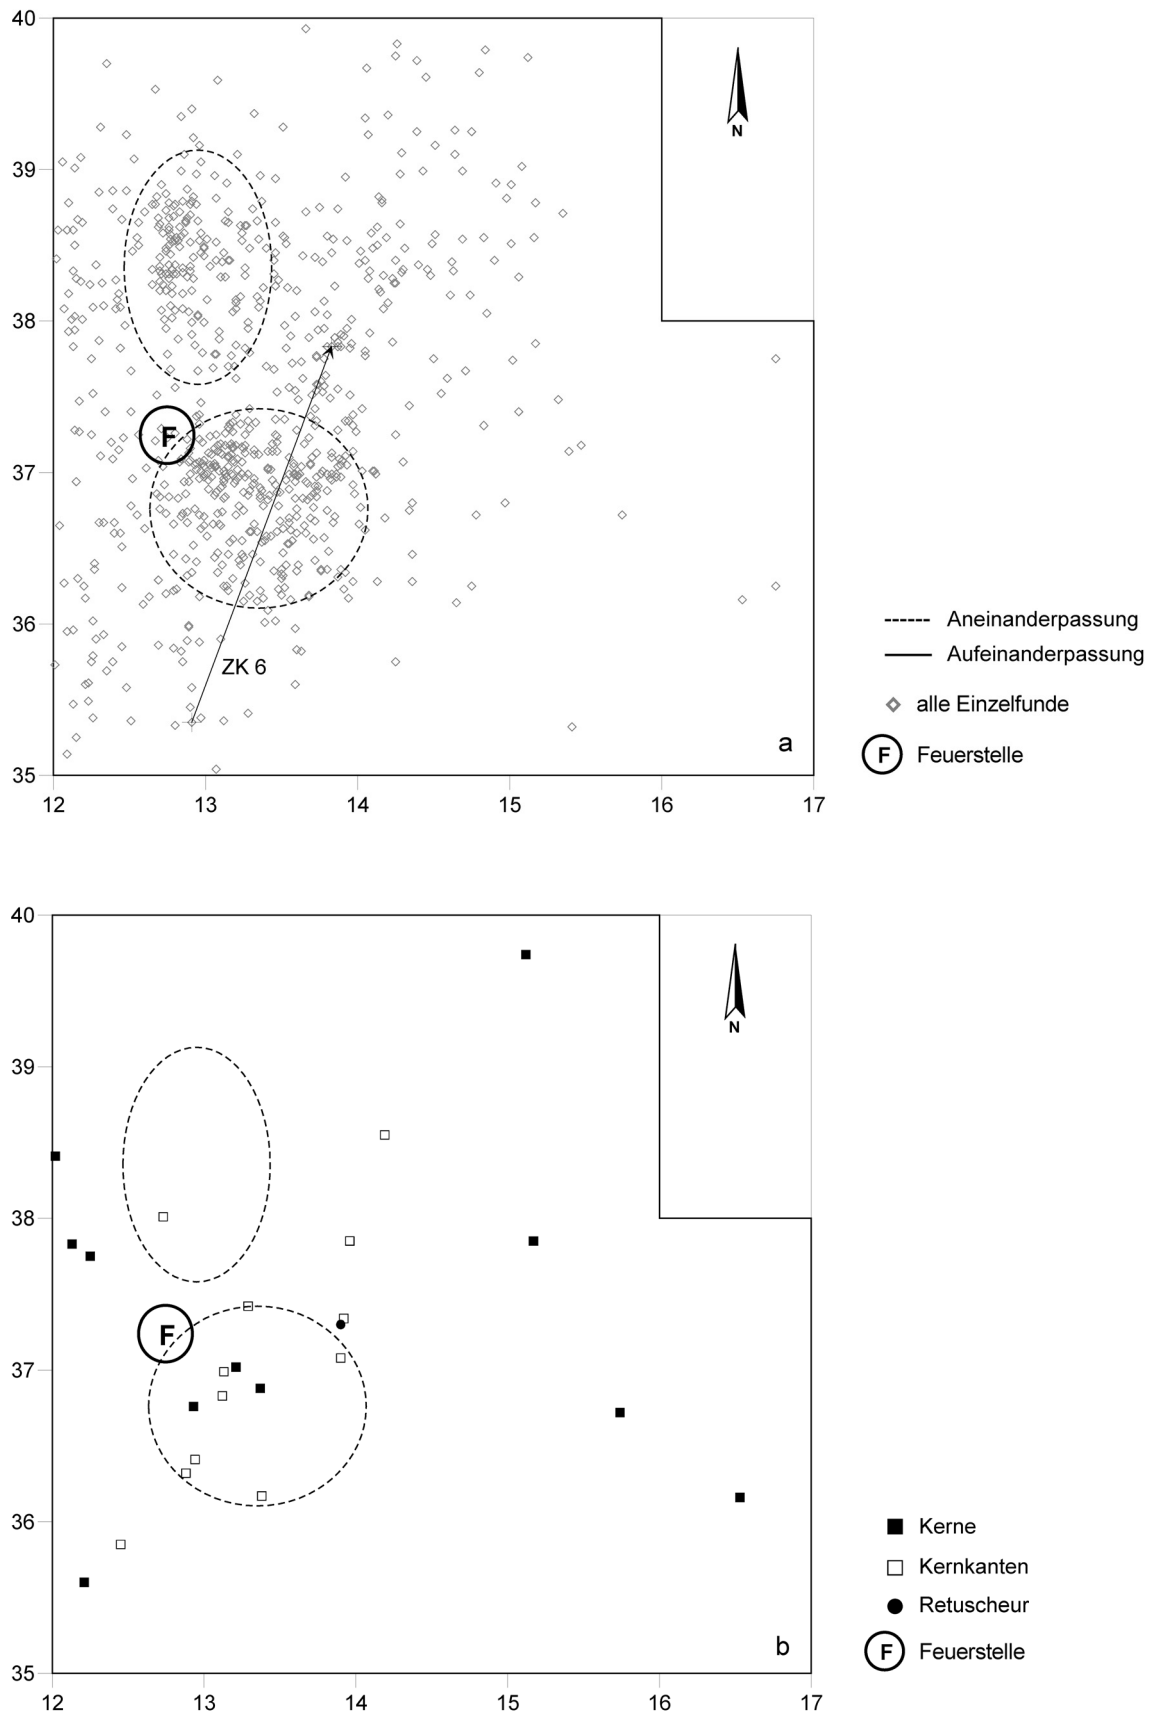 40
39
38
37
36
35
12
13
14
15
16
17
N
F
ZK 6
a
Aneinanderpassung
Aufeinanderpassung
alle Einzelfunde
F Feuerstelle
40
39
38
37
36
35
12
13
14
15
16
17
N
F
b
Kerne
Kernkanten
Retuscheur
F Feuerstelle